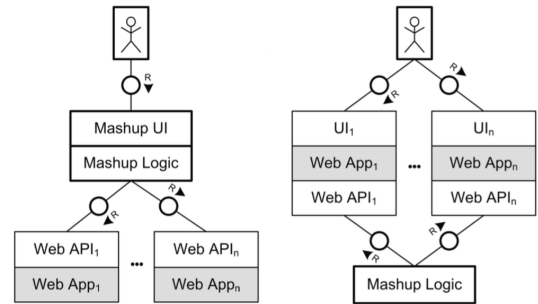 R
Mashup UI
Mashup Logic
R
R
Web API1
Web App1
...
Web APIn
Web Appn
R
R
UI1
Web App1
Web API1
...
UIn
Web Appn
Web APIn
R
R
Mashup Logic